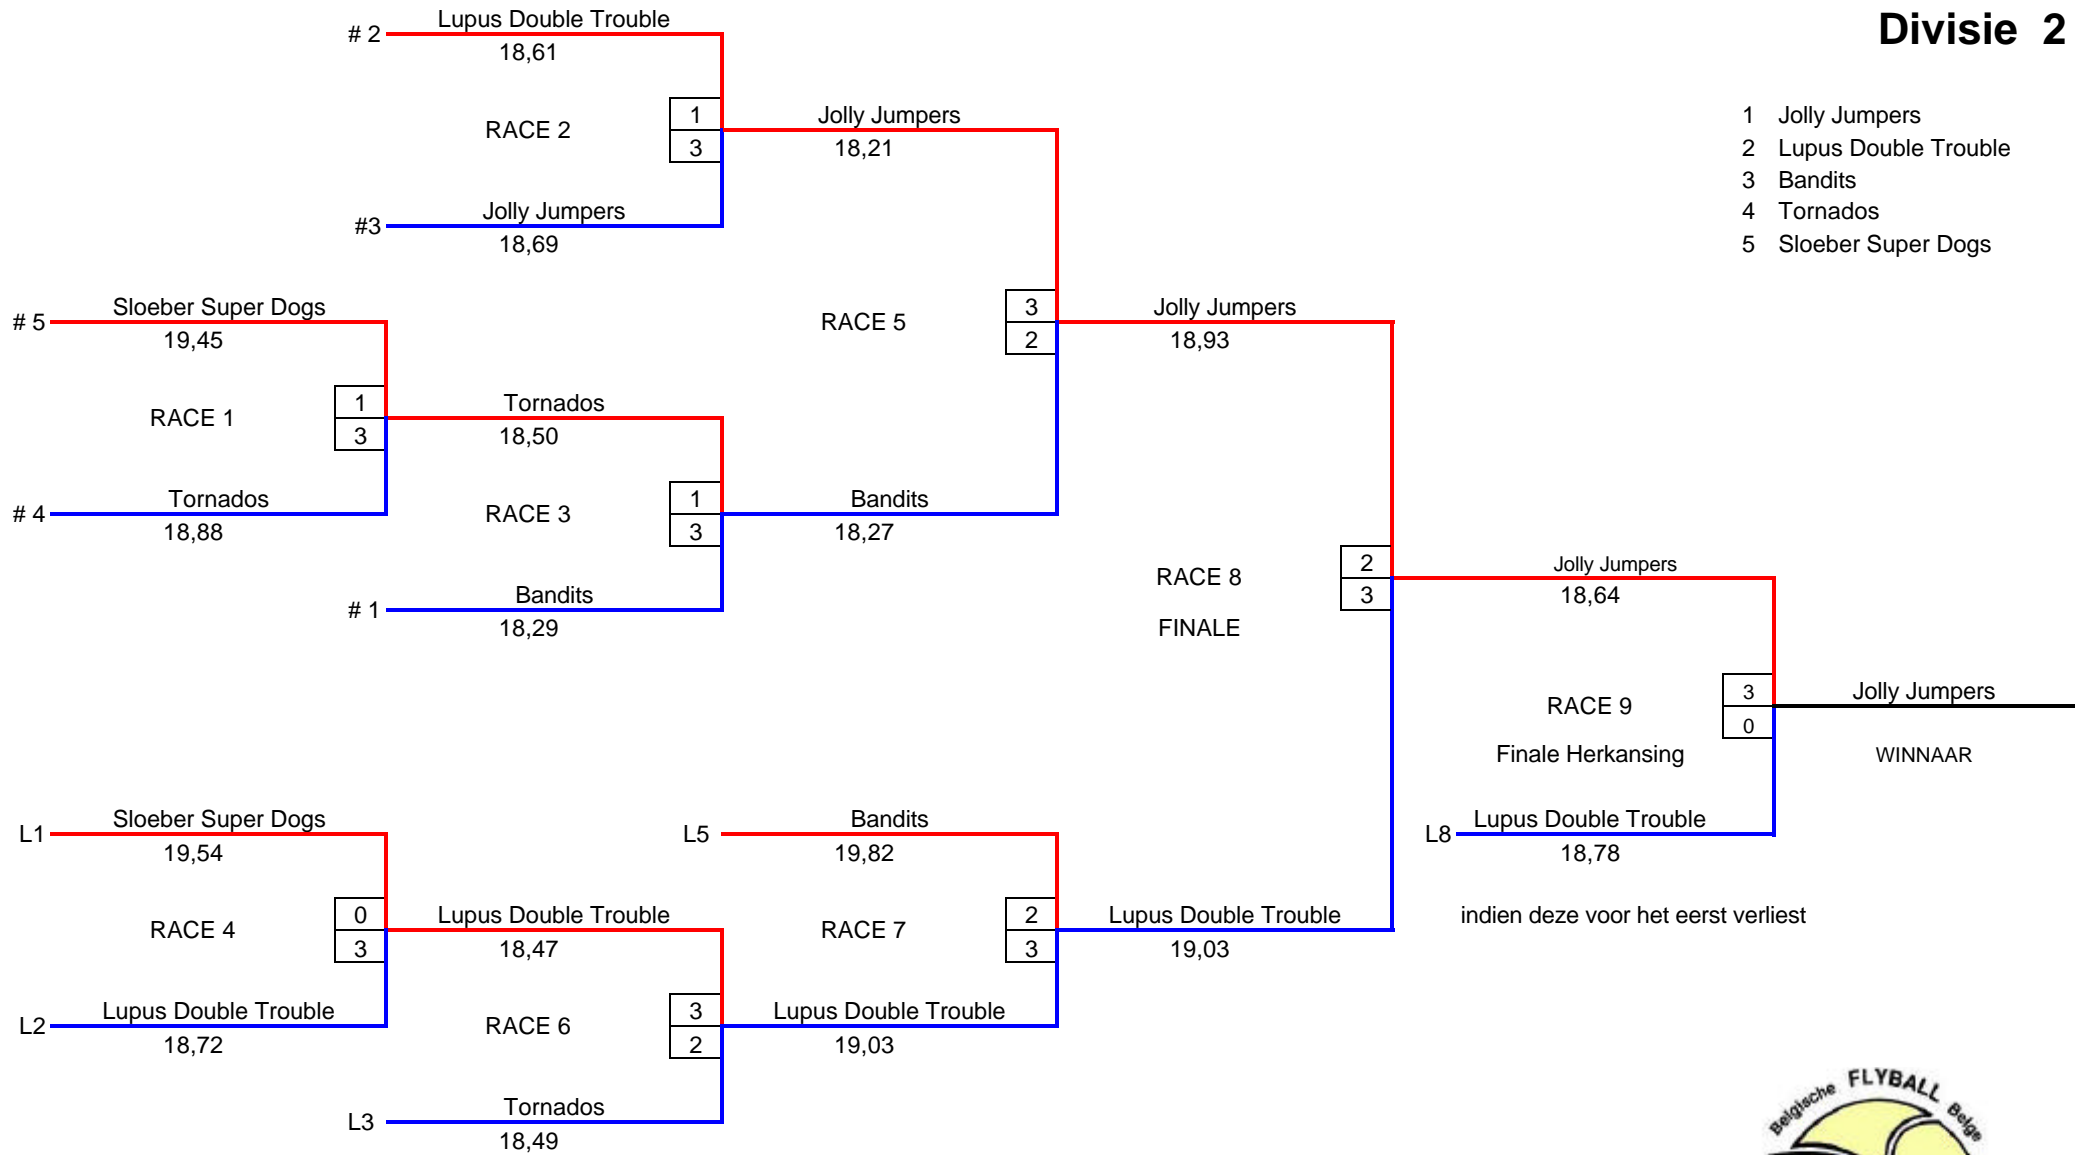 Divisie 2
# 2
Lupus Double Trouble
18,61
RACE 2
1
3
#3
Jolly Jumpers
18,69
Jolly Jumpers
18,21
1 Jolly Jumpers
2 Lupus Double Trouble
3 Bandits
4 Tornados
5 Sloeber Super Dogs
# 5
Sloeber Super Dogs
19,45
RACE 1
1
3
# 4
Tornados
18,88
Tornados
18,50
RACE 3
1
3
# 1
Bandits
18,29
RACE 5
3
2
Bandits
18,27
Jolly Jumpers
18,93
RACE 8
FINALE
2
3
Jolly Jumpers
18,64
RACE 9
Finale Herkansing
3
0
Jolly Jumpers
WINNAAR
L8
Lupus Double Trouble
18,78
indien deze voor het eerst verliest
L1
Sloeber Super Dogs
19,54
RACE 4
0
3
L2
Lupus Double Trouble
18,72
Lupus Double Trouble
18,47
RACE 6
3
2
L3
Tornados
18,49
L5
Bandits
19,82
RACE 7
2
3
Lupus Double Trouble
19,03
Lupus Double Trouble
19,03
Belgische FLYBALL Belge